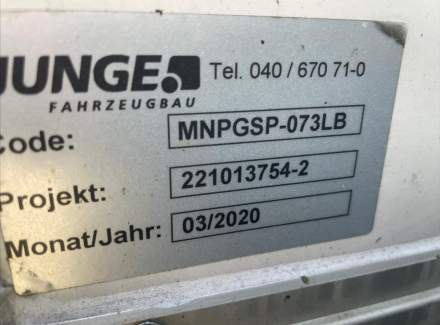 JUNGE Tel. 040 / 670 71-0
FAHRZEUGBAU
Code: MNPGSP-073LB
Projekt: 221013754-2
Monat/Jahr: 03/2020